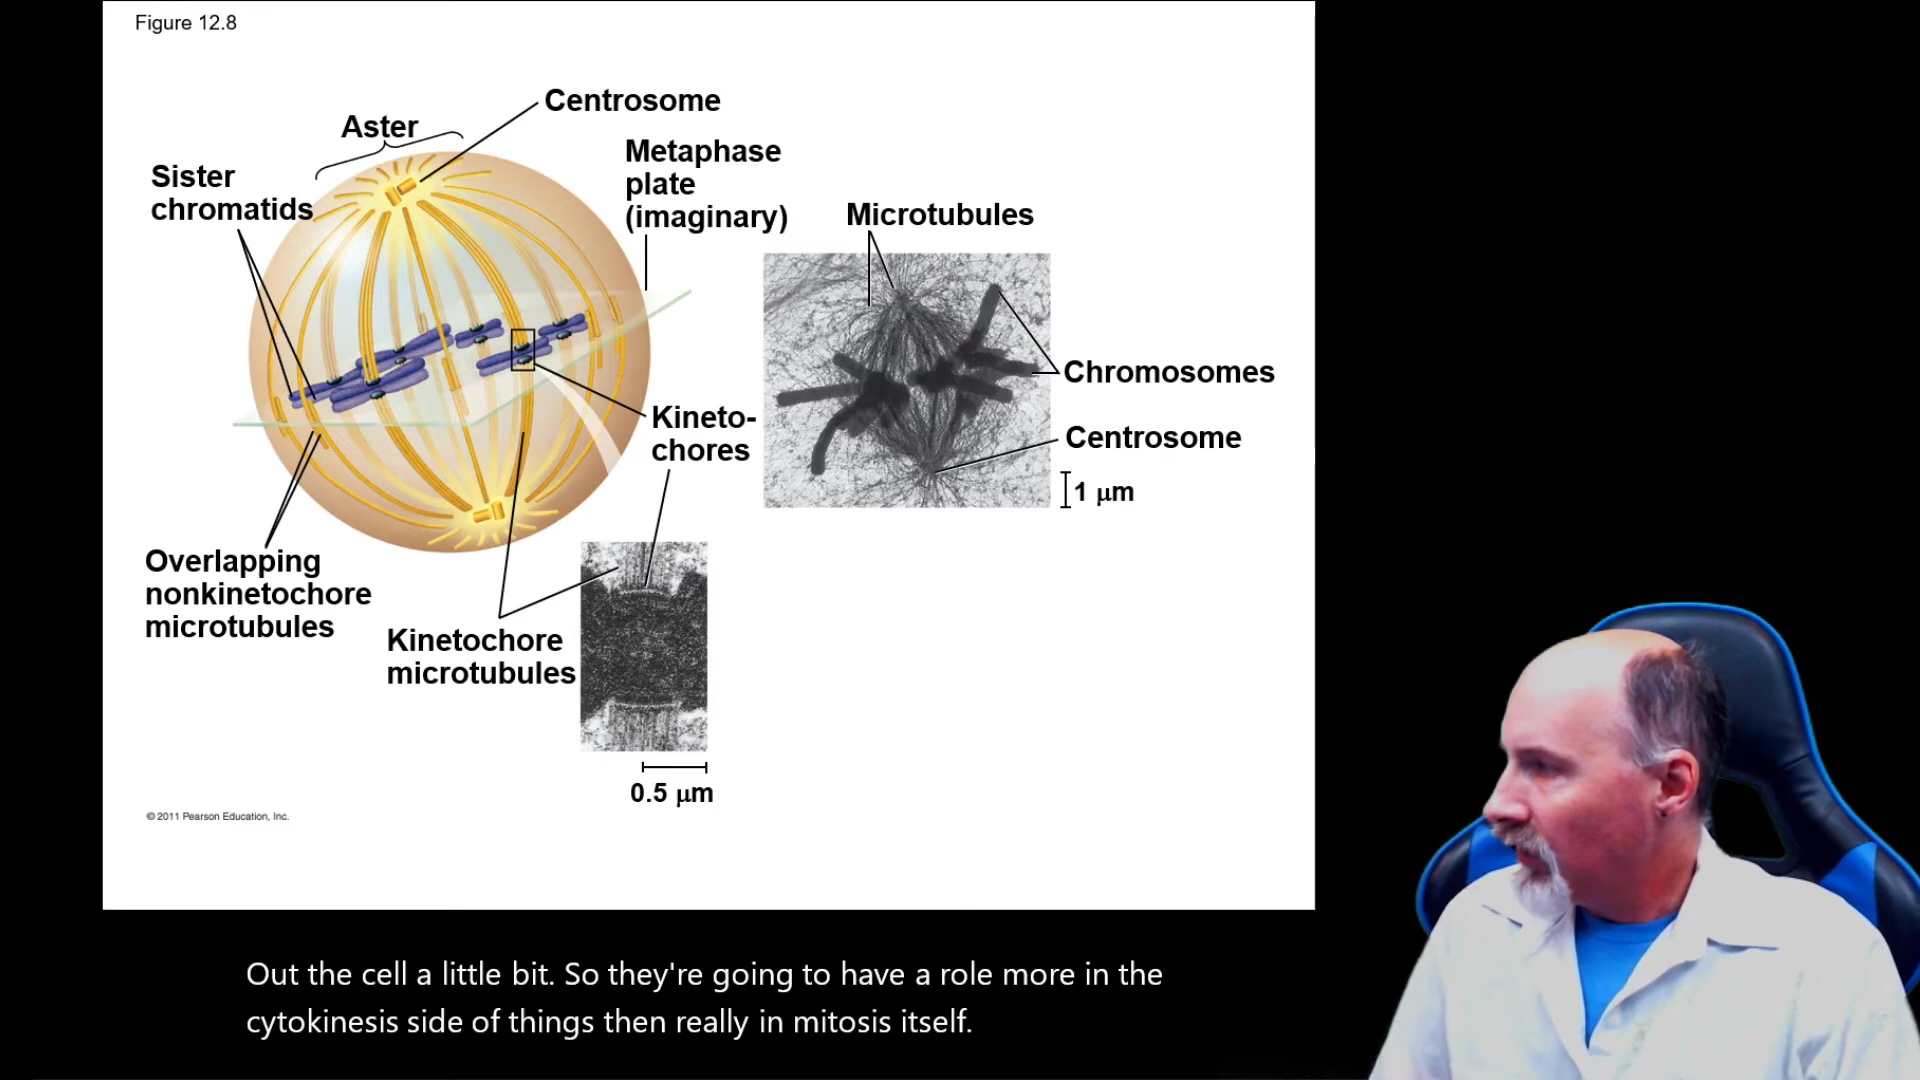 Figure 12.8
Centrosome
Aster
Metaphase
plate
(imaginary)
Sister
chromatids
Microtubules
Chromosomes
Kineto-
chores
Centrosome
1 μm
Overlapping
nonkinetochore
microtubules
Kinetochore
microtubules
0.5 μm
© 2011 Pearson Education, Inc.
Out the cell a little bit. So they're going to have a role more in the
cytokinesis side of things then really in mitosis itself.